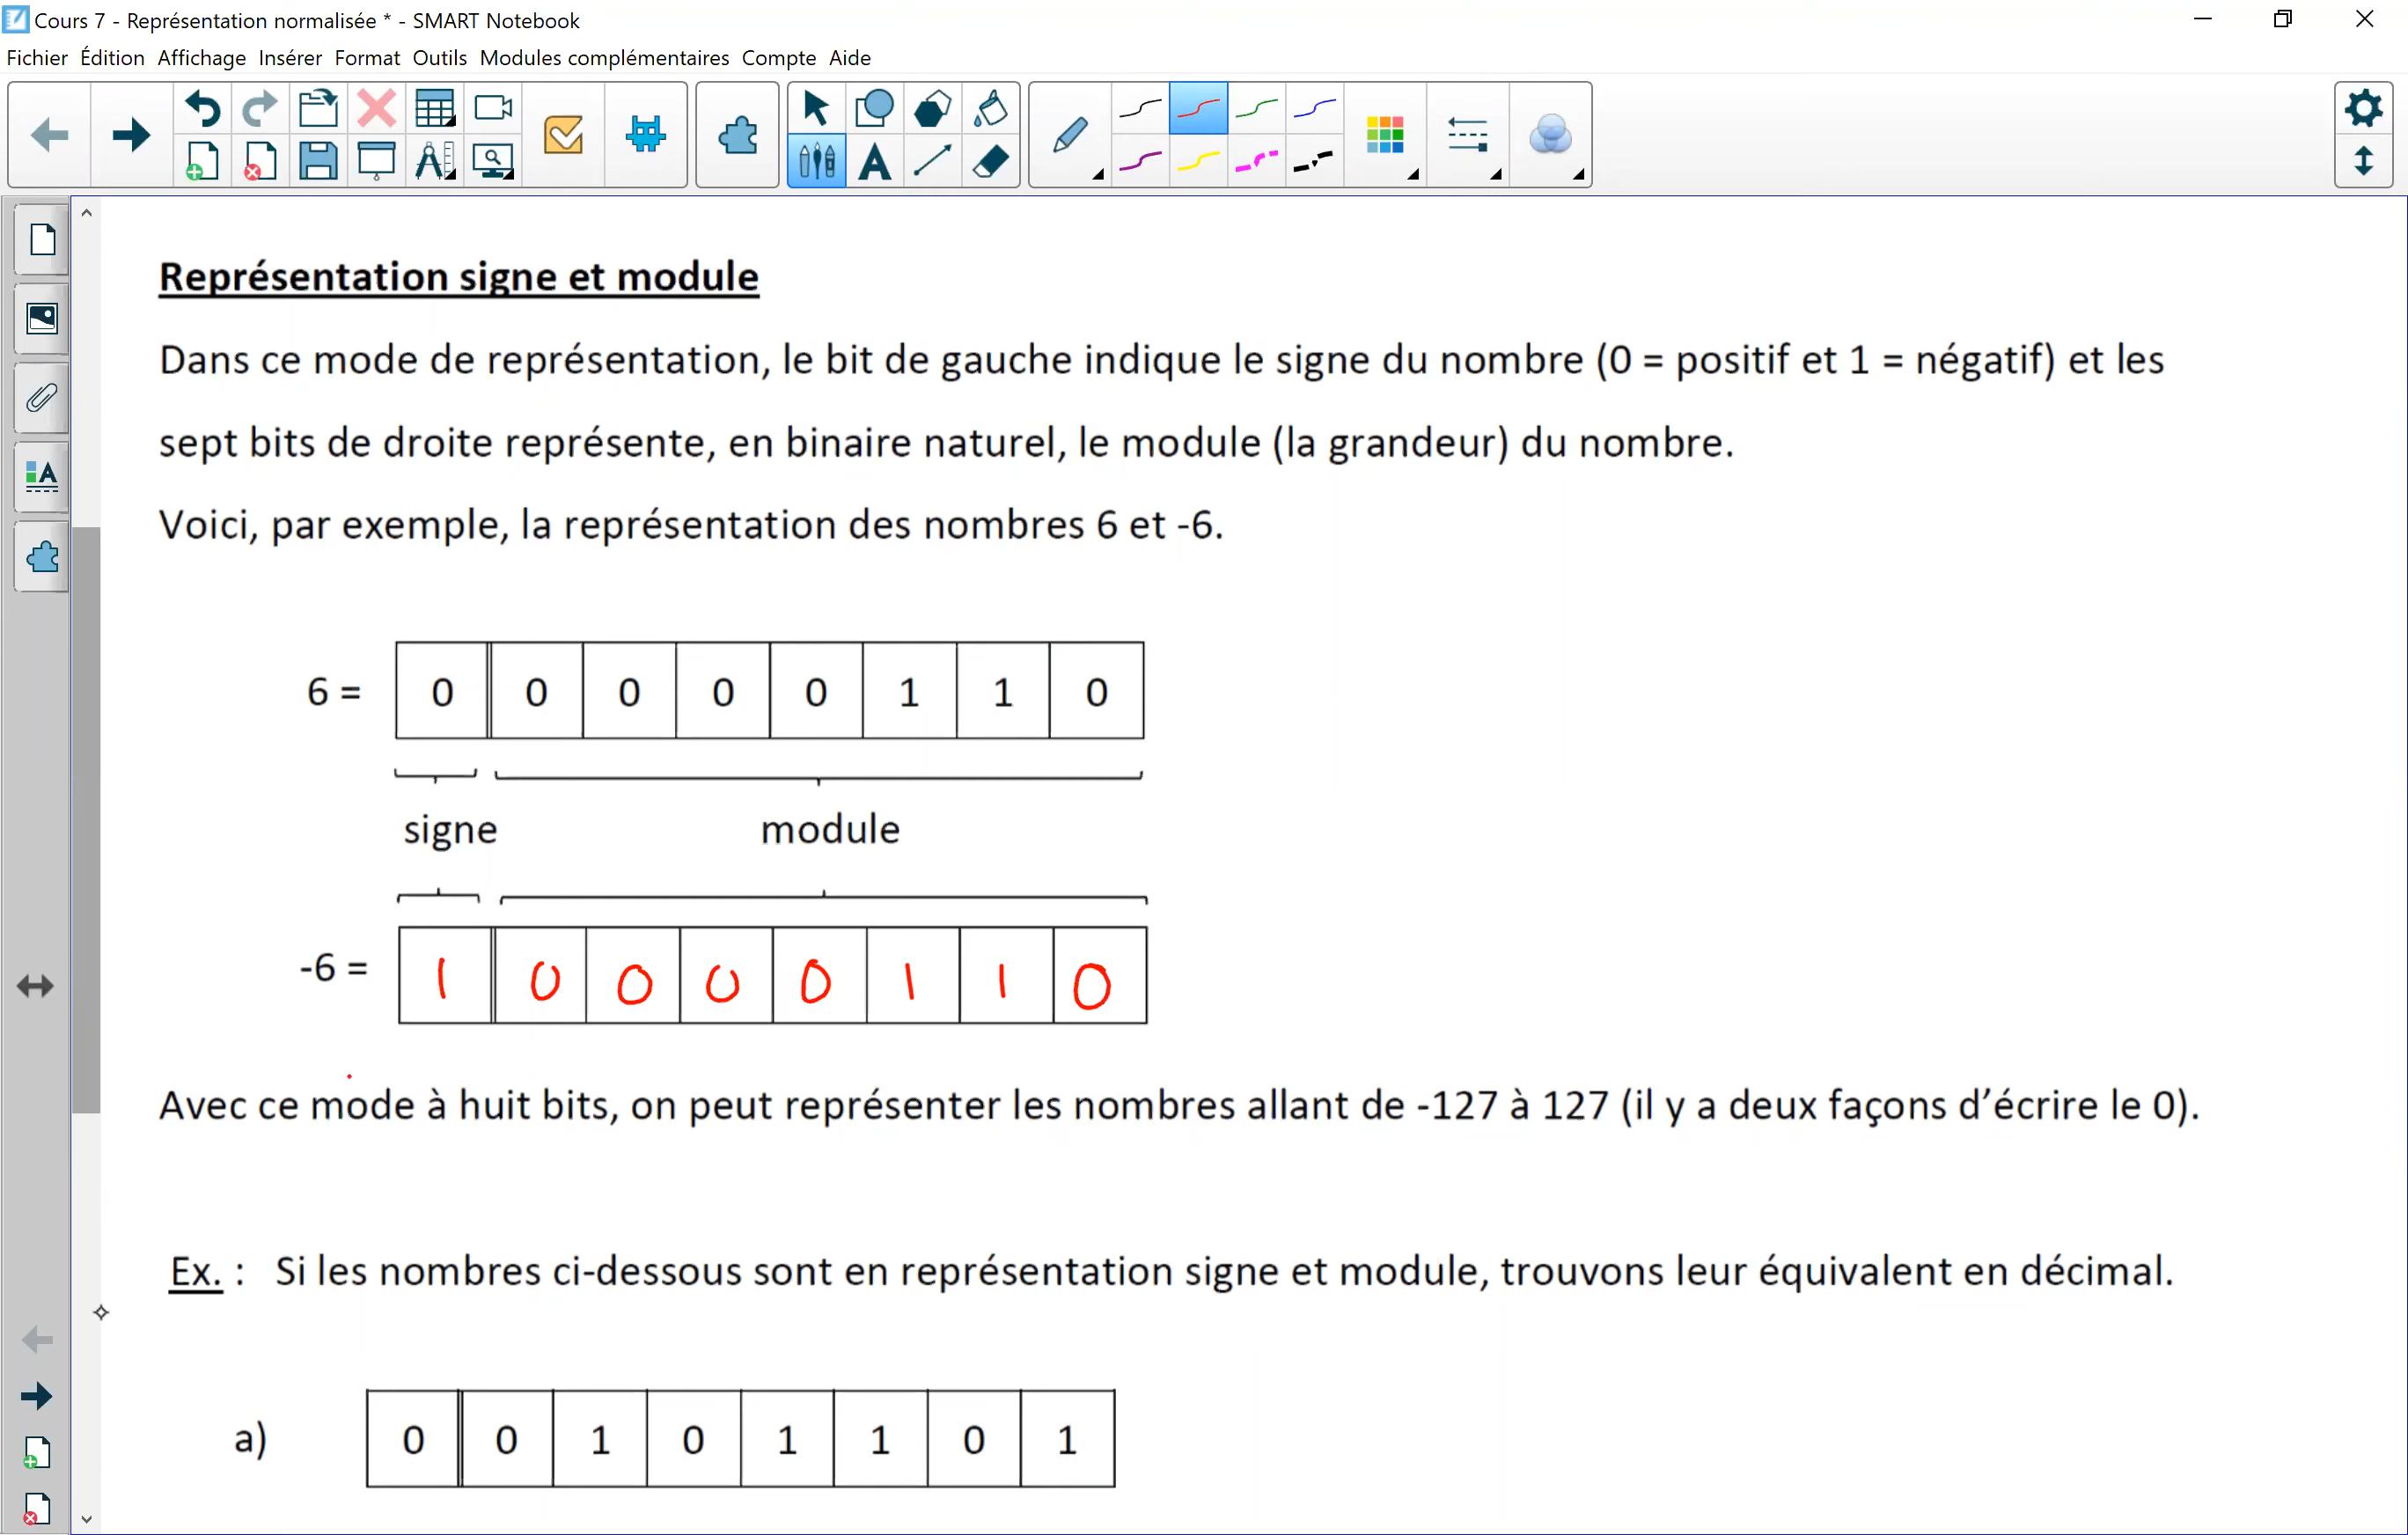 Cours 7 - Représentation normalisée * - SMART Notebook
Fichier Édition Affichage Insérer Format Outils Modules complémentaires Compte Aide
Représentation signe et module
Dans ce mode de représentation, le bit de gauche indique le signe du nombre (0 = positif et 1 = négatif) et les
sept bits de droite représente, en binaire naturel, le module (la grandeur) du nombre.
Voici, par exemple, la représentation des nombres 6 et -6.
6 = 0 0 0 0 0 1 1 0
signe module
-6 = 1 0 0 0 0 1 1 0
Avec ce mode à huit bits, on peut représenter les nombres allant de -127 à 127 (il y a deux façons d’écrire le 0).
Ex. : Si les nombres ci-dessous sont en représentation signe et module, trouvons leur équivalent en décimal.
a) 0 0 1 0 1 1 0 1